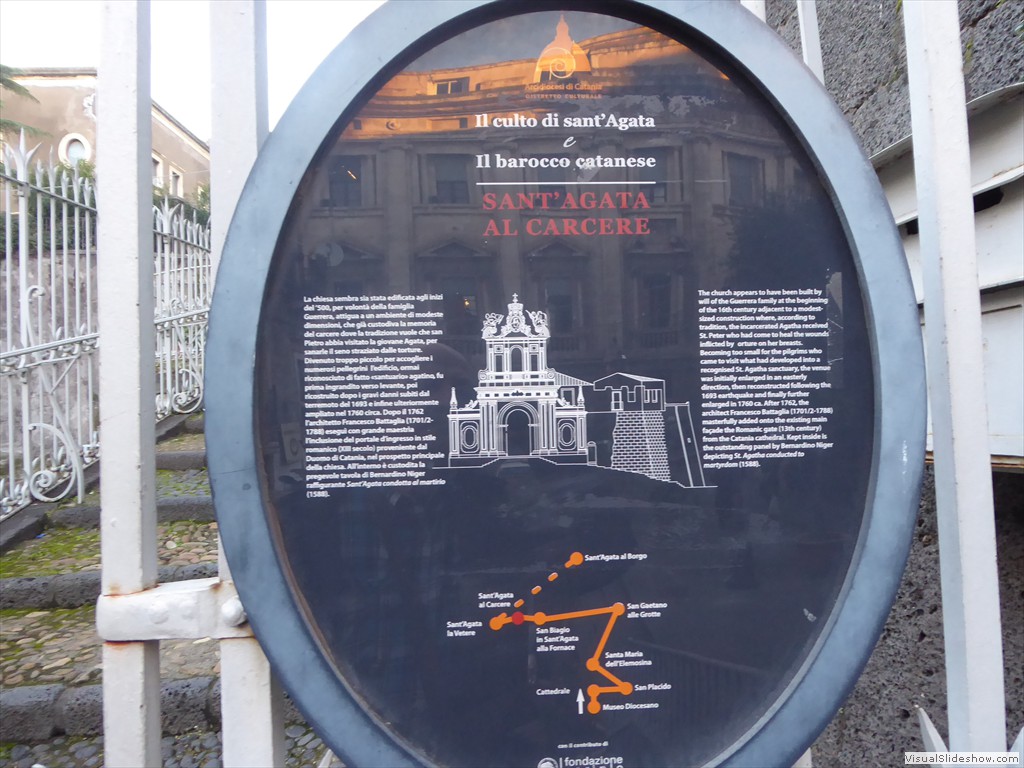 Arcidiocesi di Catania
DISTRETTO CULTURALE
Il culto di sant'Agata
e
Il barocco catanese
SANT'AGATA
AL CARCERE
La chiesa sembra sia stata edificata agli inizi
del '500, per volontà della famiglia
Guerrera, attigua a un ambiente di modeste
dimensioni, che già custodiva la memoria
del carcere dove la tradizione vuole che san
Pietro abbia visitato la giovane Agata, per
sanarle il seno straziato dalle torture.
Divenuto troppo piccolo per accogliere i
numerosi pellegrini l'edificio, ormai
riconosciuto di fatto «santuario» agatino, fu
prima ingrandito verso levante, poi
ricostruito dopo i gravi danni subiti dal
terremoto del 1693 e infine ulteriormente
ampliato nel 1760 circa. Dopo il 1762
l'architetto Francesco Battaglia (1701/2-
1788) eseguì con grande maestria
l'inclusione del portale d'ingresso in stile
romanico (XIII secolo) proveniente dal
Duomo di Catania, nel prospetto principale
della chiesa. All'interno è custodita la
pregevole tavola di Bernardino Niger
raffigurante Sant'Agata condotta al martirio
(1588).
The church appears to have been built by
will of the Guerrera family at the beginning
of the 16th century adjacent to a modest-
sized construction where, according to
tradition, the incarcerated Agatha received
St. Peter who had come to heal the wounds
inflicted by orture on her breasts.
Becoming too small for the pilgrims who
came to visit what had developed into a
recognised St. Agatha sanctuary, the venue
was initially enlarged in an easterly
direction, then reconstructed following the
1693 earthquake and finally further
enlarged in 1760 ca. After 1762, the
architect Francesco Battaglia (1701/2-1788)
masterfully added onto the existing main
façade the Romanic gate (13th century)
from the Catania cathedral. Kept inside is
the outstanding panel by Bernardino Niger
depicting St. Agatha conducted to
martyrdom (1588).
Sant'Agata al Borgo
Sant'Agata
al Carcere
Sant'Agata
la Vetere
San Biagio
in Sant'Agata
alla Fornace
San Gaetano
alle Grotte
Santa Maria
dell'Elemosina
San Placido
Cattedrale
Museo Diocesano
con il contributo di
fondazione
VisualSlideshow.com